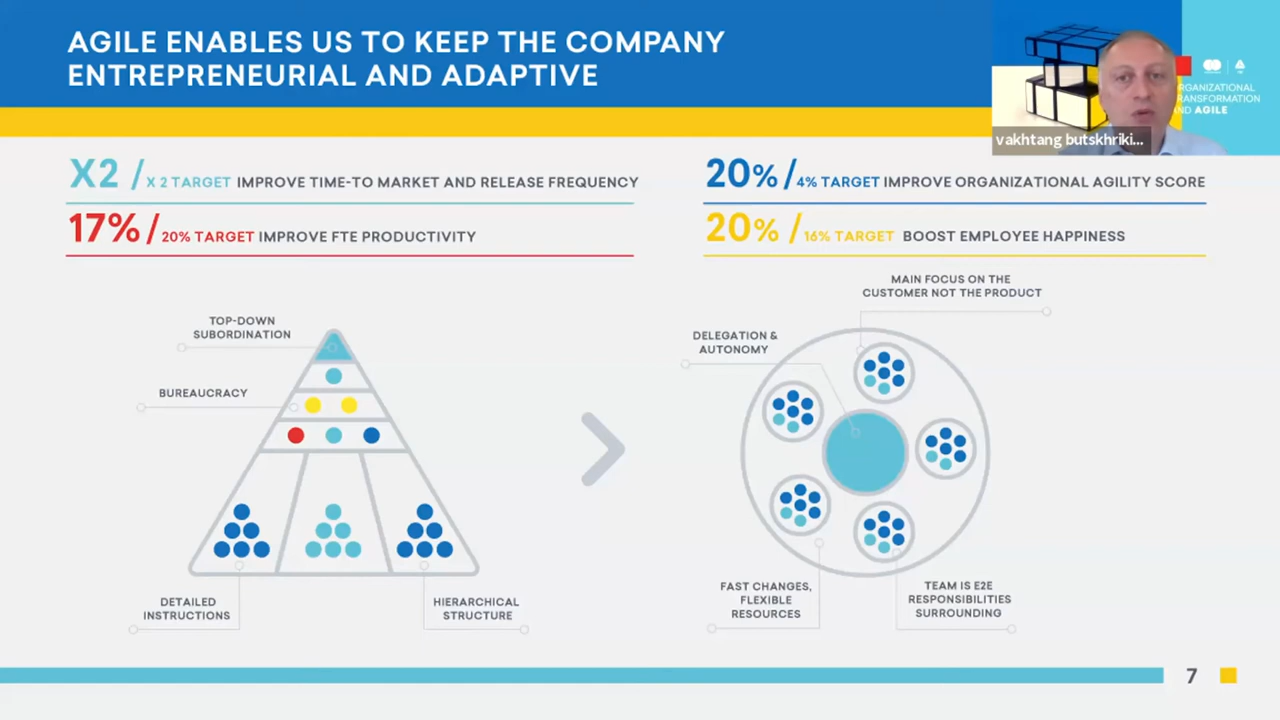 AGILE ENABLES US TO KEEP THE COMPANY
ENTREPRENEURIAL AND ADAPTIVE
vakhtang butskhriki...
ORGANIZATIONAL
TRANSFORMATION
AND AGILE
X2 / X 2 TARGET IMPROVE TIME-TO MARKET AND RELEASE FREQUENCY
17% / 20% TARGET IMPROVE FTE PRODUCTIVITY
20% / 4% TARGET IMPROVE ORGANIZATIONAL AGILITY SCORE
20% / 16% TARGET BOOST EMPLOYEE HAPPINESS
TOP-DOWN
SUBORDINATION
BUREAUCRACY
DETAILED
INSTRUCTIONS
HIERARCHICAL
STRUCTURE
MAIN FOCUS ON THE
CUSTOMER NOT THE PRODUCT
DELEGATION &
AUTONOMY
FAST CHANGES,
FLEXIBLE
RESOURCES
TEAM IS E2E
RESPONSIBILITIES
SURROUNDING
7